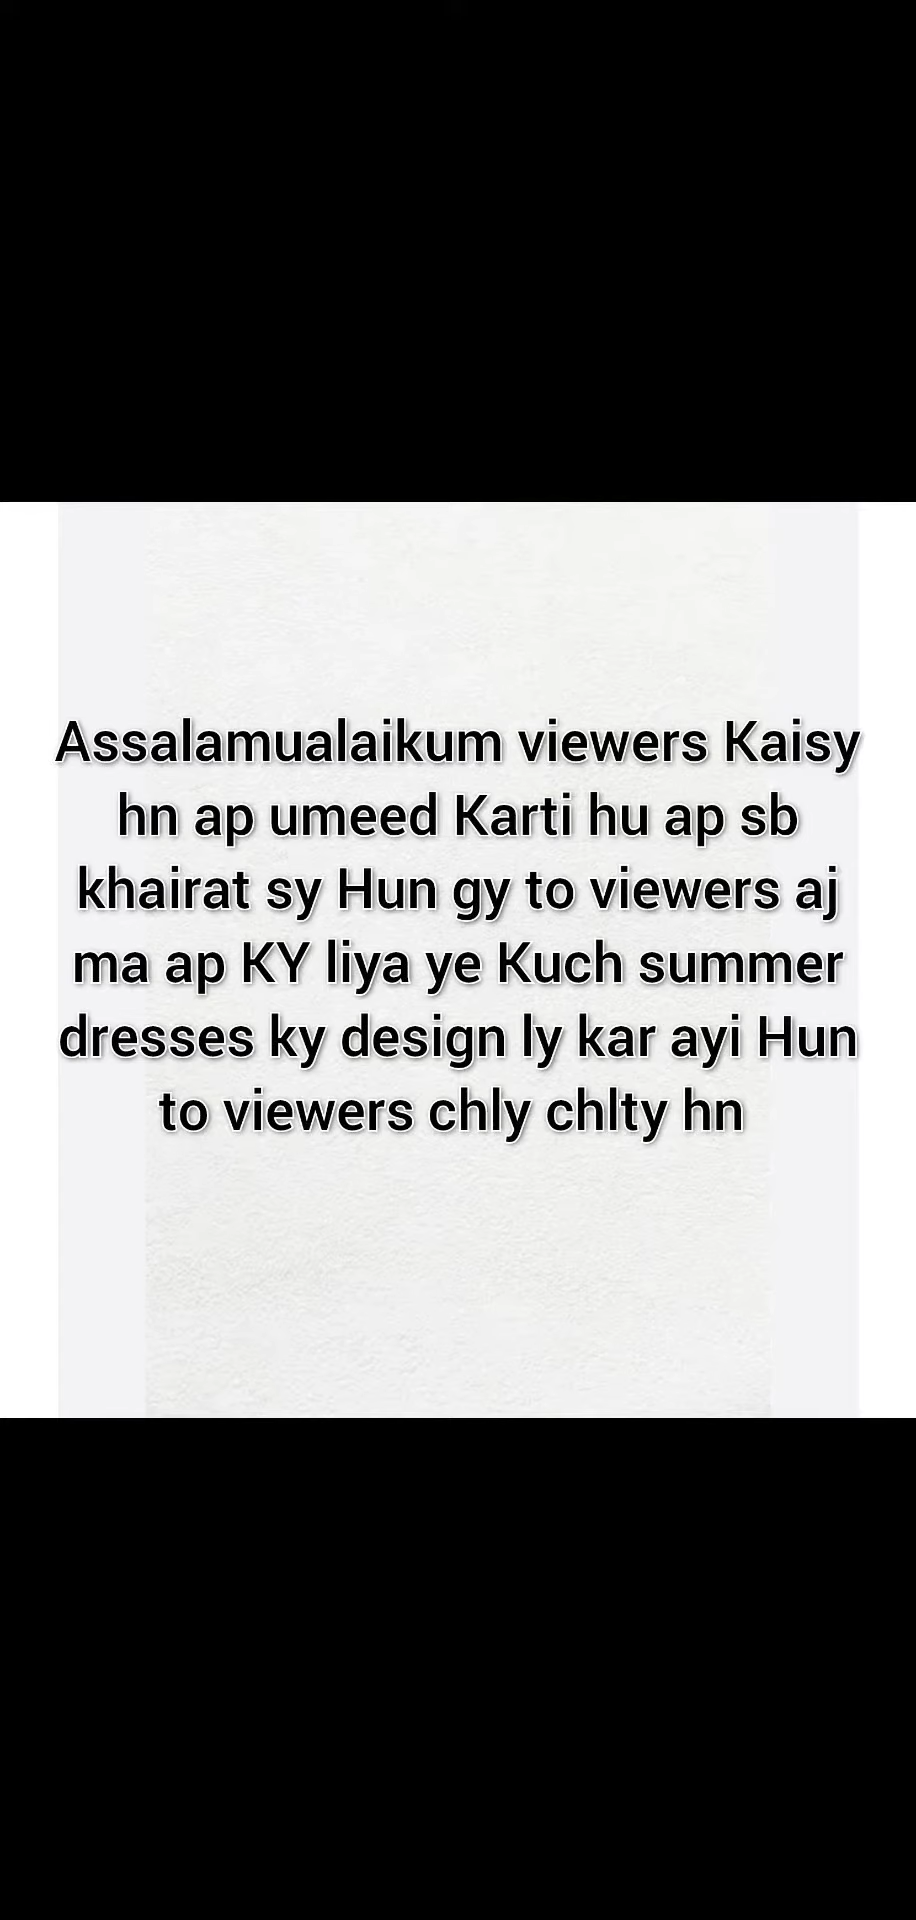 Assalamualaikum viewers Kaisy
hn ap umeed Karti hu ap sb
khairat sy Hun gy to viewers aj
ma ap KY liya ye Kuch summer
dresses ky design ly kar ayi Hun
to viewers chly chlty hn